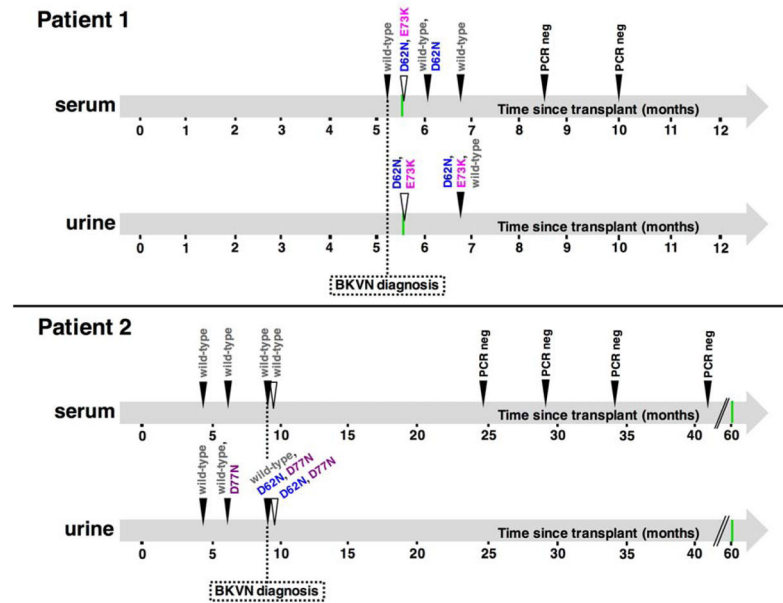 Patient 1
wild-type
D62N, E73K
wild-type,
D62N
wild-type
PCR neg
PCR neg
serum
Time since transplant (months)
0 1 2 3 4 5 6 7 8 9 10 11 12
D62N,
E73K
D62N,
E73K,
wild-type
urine
Time since transplant (months)
0 1 2 3 4 5 6 7 8 9 10 11 12
BKVN diagnosis
Patient 2
wild-type
wild-type
wild-type
wild-type
PCR neg
PCR neg
PCR neg
PCR neg
serum
Time since transplant (months)
0 5 10 15 20 25 30 35 40 60
wild-type
wild-type,
D77N
wild-type,
D62N, D77N
D62N, D77N
urine
Time since transplant (months)
0 5 10 15 20 25 30 35 40 60
BKVN diagnosis